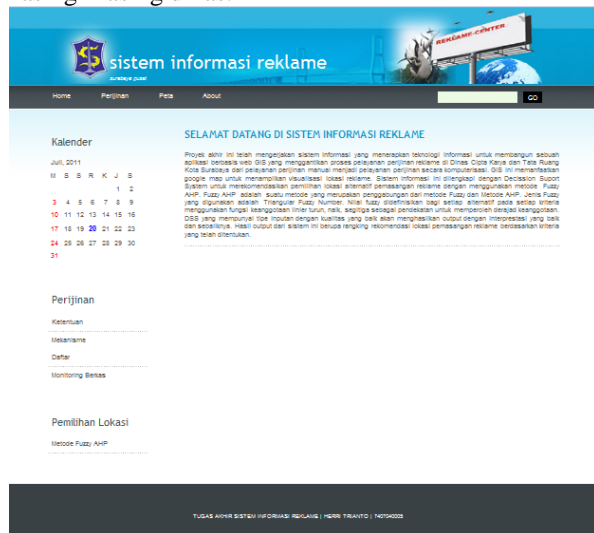 sistem informasi reklame
surabaya pusat
REKLAME-CENTER
Home Perijinan Peta About
GO
Kalender
Juli, 2011
M S S R K J S
1 2
3 4 5 6 7 8 9
10 11 12 13 14 15 16
17 18 19 20 21 22 23
24 25 26 27 28 29 30
31
Perijinan
Ketentuan
Mekanisme
Daftar
Monitoring Berkas
Pemilihan Lokasi
Metode Fuzzy AHP
SELAMAT DATANG DI SISTEM INFORMASI REKLAME
Proyek akhir ini telah mengerjakan sistem informasi yang menerapkan teknologi informasi untuk membangun sebuah
aplikasi berbasis web GIS yang menggantikan proses pelayanan perijinan reklame di Dinas Cipta Karya dan Tata Ruang
Kota Surabaya dari pelayanan perijinan manual menjadi pelayanan perijinan secara komputerisasi. GIS ini memanfaatkan
google map untuk menampilkan visualisasi lokasi reklame. Sistem informasi ini dilengkapi dengan Decission Suport
System untuk merekomendasikan pemilihan lokasi alternatif pemasangan reklame dengan menggunakan metode Fuzzy
AHP. Fuzzy AHP adalah suatu metode yang merupakan penggabungan dari metode Fuzzy dan Metode AHP. Jenis Fuzzy
yang digunakan adalah Triangular Fuzzy Number. Nilai fuzzy didefinisikan bagi setiap alternatif pada setiap kriteria
menggunakan fungsi keanggotaan linier turun, naik, segitiga sebagai pendekatan untuk memperoleh derajad keanggotaan.
DSS yang mempunyai tipe inputan dengan kualitas yang baik akan menghasilkan output dengan interprestasi yang baik
dan sebaliknya. Hasil output dari sistem ini berupa rangking rekomendasi lokasi pemasangan reklame berdasarkan kriteria
yang telah ditentukan.
TUGAS AKHIR SISTEM INFORMASI REKLAME | HERRI TRIANTO | 7407040003